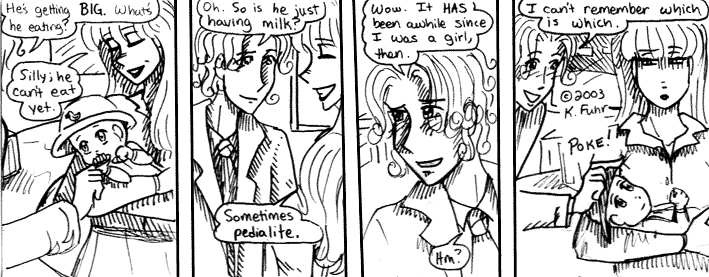 He's getting BIG. What's
he eating?
Silly; he
can't eat
yet.
Oh. So is he just
having milk?
Sometimes
pedialite.
Wow. It HAS
been awhile since
I was a girl,
then.
Hm?
I can't remember which
is which.
©2003
K. Fuhr
POKE!